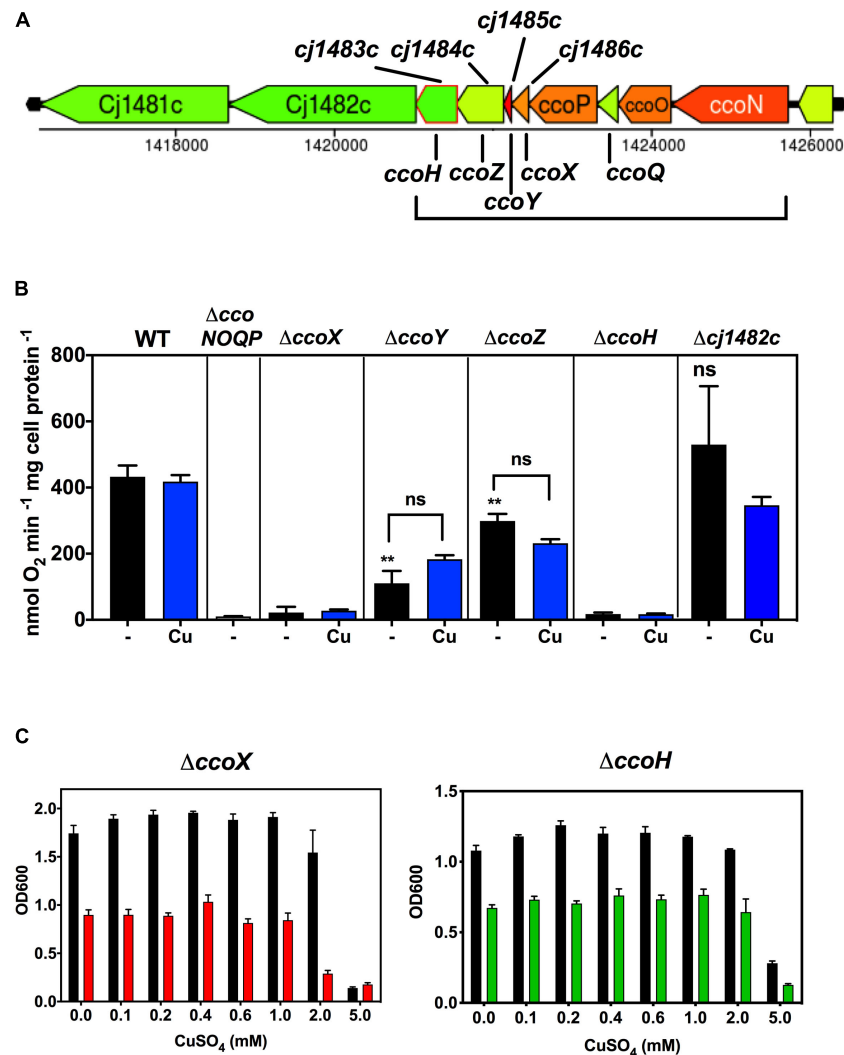 A
cj1485c
cj1483c cj1484c cj1486c
Cj1481c Cj1482c ccoP ccoO ccoN
1418000 1420000 1424000 1426000
ccoH ccoZ ccoX ccoQ
ccoY
B
Δcco
NOQP
WT ΔccoX ΔccoY ΔccoZ ΔccoH Δcj1482c
800
600
400
200
0
nmol O₂ min ⁻¹ mg cell protein ⁻¹
ns
ns
ns
**
**
- Cu - - Cu - Cu - Cu - Cu - Cu
C
ΔccoX
2.0
1.5
1.0
0.5
0.0
OD600
0.0 0.1 0.2 0.4 0.6 1.0 2.0 5.0
CuSO₄ (mM)
ΔccoH
1.5
1.0
0.5
0.0
OD600
0.0 0.1 0.2 0.4 0.6 1.0 2.0 5.0
CuSO₄ (mM)